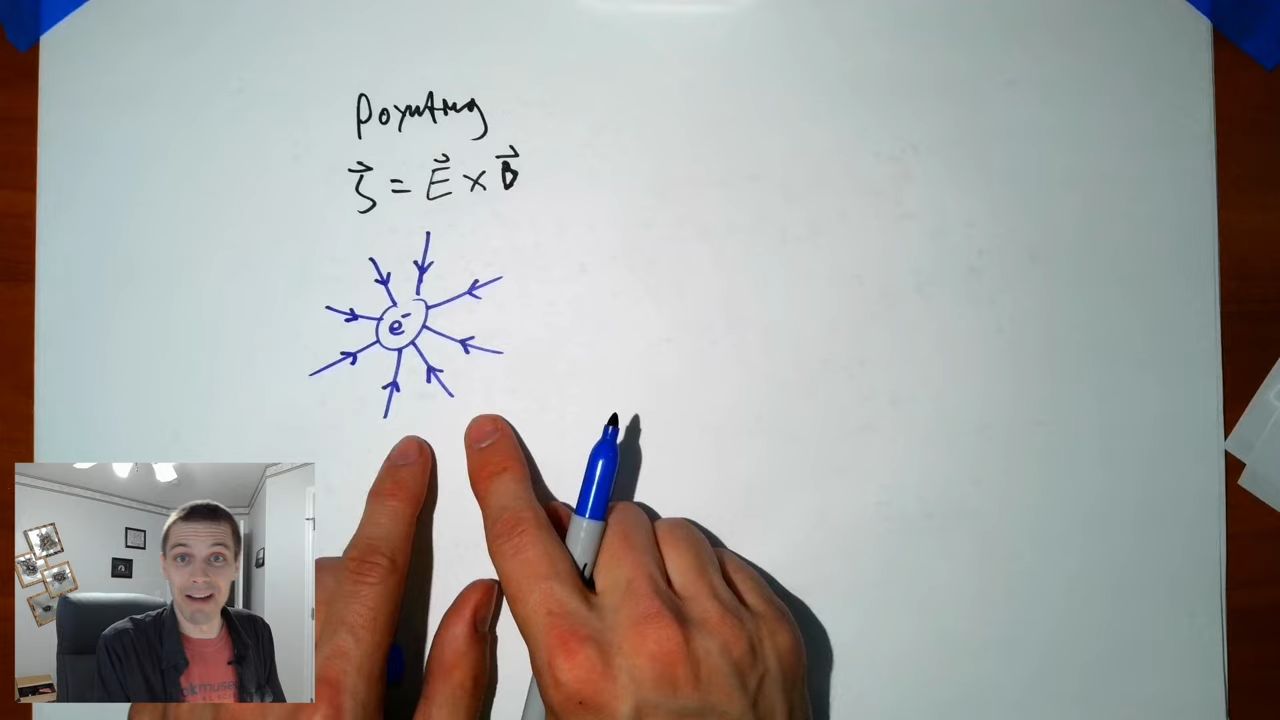 Poynting
S⃗ = E⃗ × B⃗
e⁻